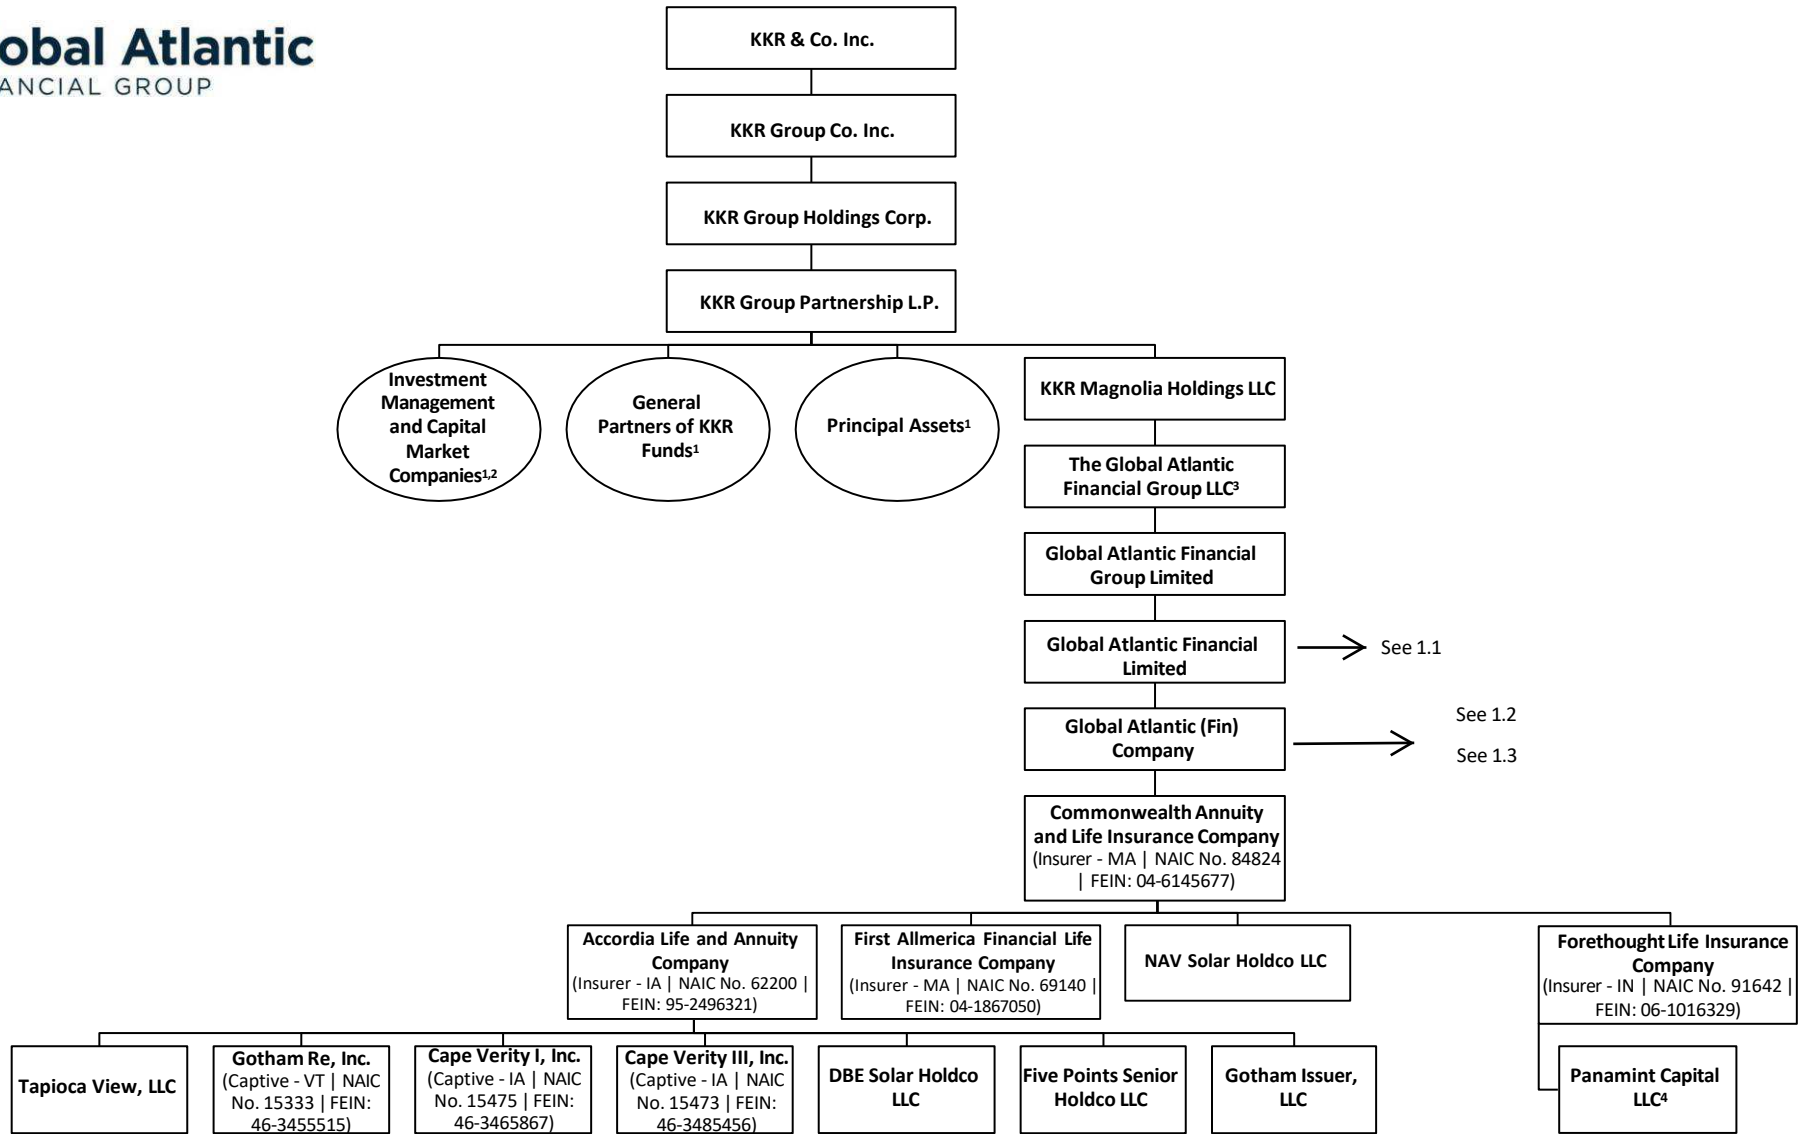 obal Atlantic
ANCIAL GROUP
KKR & Co. Inc.
KKR Group Co. Inc.
KKR Group Holdings Corp.
KKR Group Partnership L.P.
Investment
Management
and Capital
Market
Companies1,2
General
Partners of KKR
Funds1
Principal Assets1
KKR Magnolia Holdings LLC
The Global Atlantic
Financial Group LLC3
Global Atlantic Financial
Group Limited
Global Atlantic Financial
Limited
See 1.1
Global Atlantic (Fin)
Company
See 1.2
See 1.3
Commonwealth Annuity
and Life Insurance Company
(Insurer - MA | NAIC No. 84824
| FEIN: 04-6145677)
Accordia Life and Annuity
Company
(Insurer - IA | NAIC No. 62200 |
FEIN: 95-2496321)
First Allmerica Financial Life
Insurance Company
(Insurer - MA | NAIC No. 69140 |
FEIN: 04-1867050)
NAV Solar Holdco LLC
Forethought Life Insurance
Company
(Insurer - IN | NAIC No. 91642 |
FEIN: 06-1016329)
Tapioca View, LLC
Gotham Re, Inc.
(Captive - VT | NAIC
No. 15333 | FEIN:
46-3455515)
Cape Verity I, Inc.
(Captive - IA | NAIC
No. 15475 | FEIN:
46-3465867)
Cape Verity III, Inc.
(Captive - IA | NAIC
No. 15473 | FEIN:
46-3485456)
DBE Solar Holdco
LLC
Five Points Senior
Holdco LLC
Gotham Issuer,
LLC
Panamint Capital
LLC4